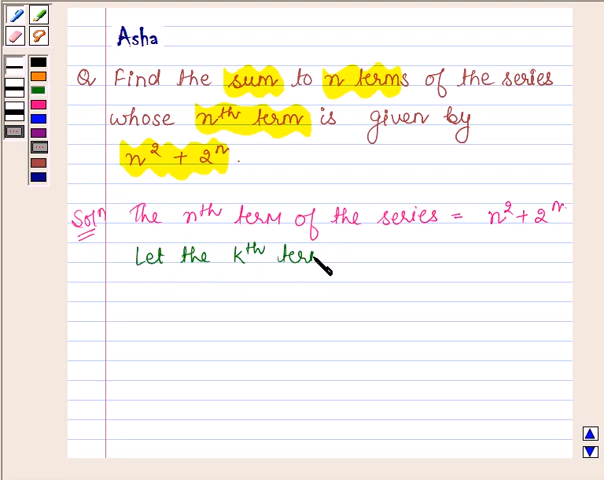 Asha
Q Find the sum to n terms of the series
whose nth term is given by
n² + 2ⁿ.
Solⁿ The nth term of the series = n² + 2ⁿ.
Let the kth ter